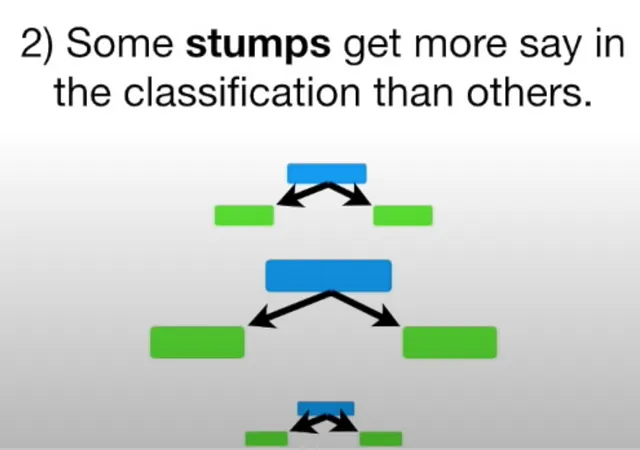 2) Some stumps get more say in
the classification than others.